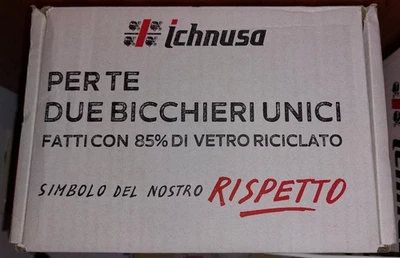 ichnusa
PER TE
DUE BICCHIERI UNICI
FATTI CON 85% DI VETRO RICICLATO
SIMBOLO DEL NOSTRO RISPETTO